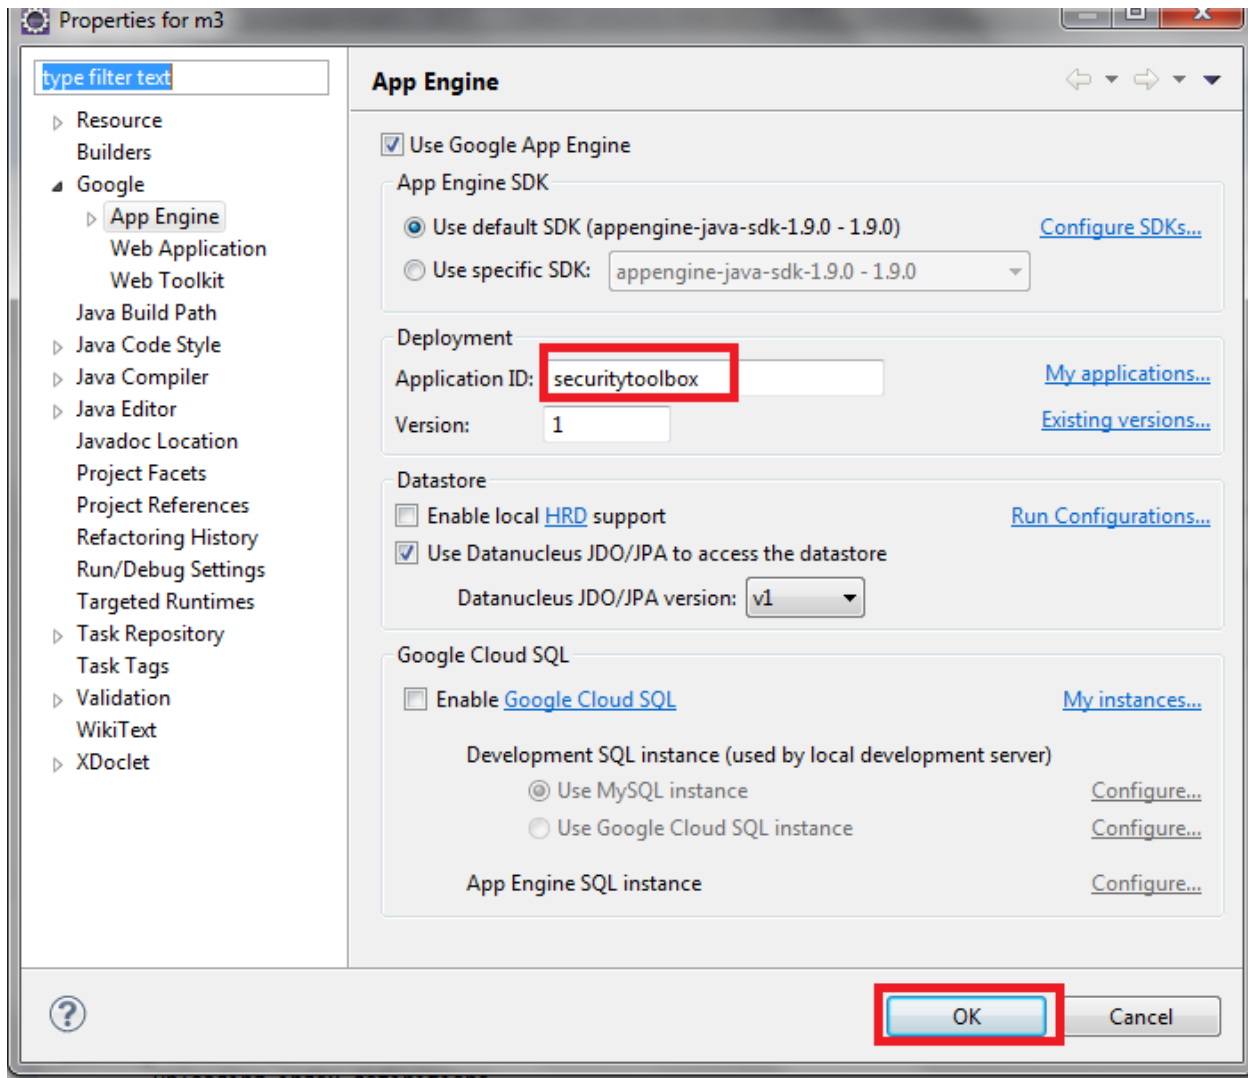 Properties for m3
type filter text
Resource
Builders
Google
App Engine
Web Application
Web Toolkit
Java Build Path
Java Code Style
Java Compiler
Java Editor
Javadoc Location
Project Facets
Project References
Refactoring History
Run/Debug Settings
Targeted Runtimes
Task Repository
Task Tags
Validation
WikiText
XDoclet
App Engine
Use Google App Engine
App Engine SDK
Use default SDK (appengine-java-sdk-1.9.0 - 1.9.0) Configure SDKs...
Use specific SDK: appengine-java-sdk-1.9.0 - 1.9.0
Deployment
Application ID: securitytoolbox My applications...
Version: 1 Existing versions...
Datastore
Enable local HRD support Run Configurations...
Use Datanucleus JDO/JPA to access the datastore
Datanucleus JDO/JPA version: v1
Google Cloud SQL
Enable Google Cloud SQL My instances...
Development SQL instance (used by local development server)
Use MySQL instance Configure...
Use Google Cloud SQL instance Configure...
App Engine SQL instance Configure...
OK Cancel